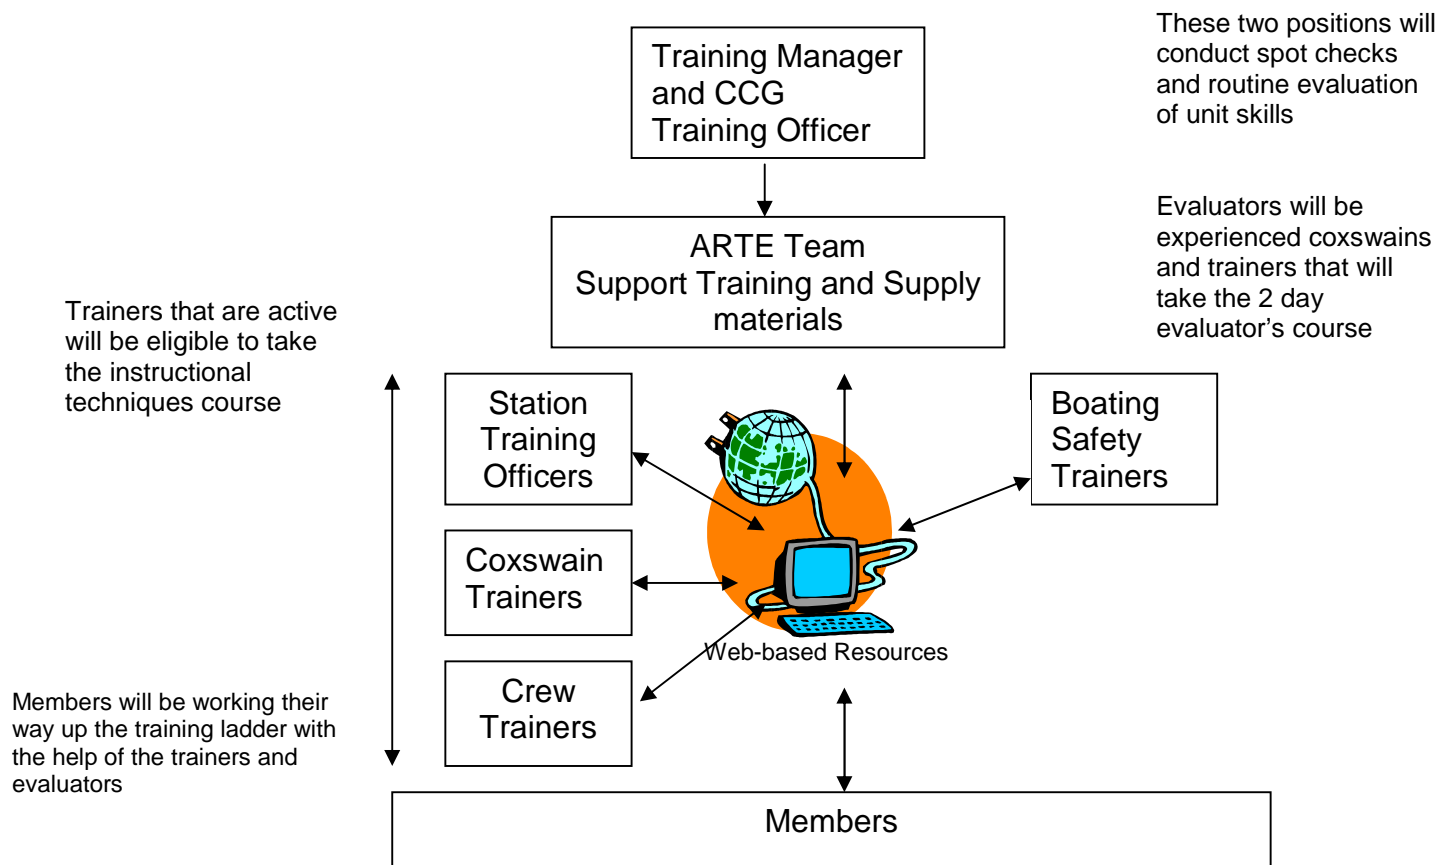 These two positions will
conduct spot checks
and routine evaluation
of unit skills
Training Manager
and CCG
Training Officer
Evaluators will be
experienced coxswains
and trainers that will
take the 2 day
evaluator's course
ARTE Team
Support Training and Supply
materials
Trainers that are active
will be eligible to take
the instructional
techniques course
Station
Training
Officers
Boating
Safety
Trainers
Coxswain
Trainers
Web-based Resources
Crew
Trainers
Members will be working their
way up the training ladder with
the help of the trainers and
evaluators
Members